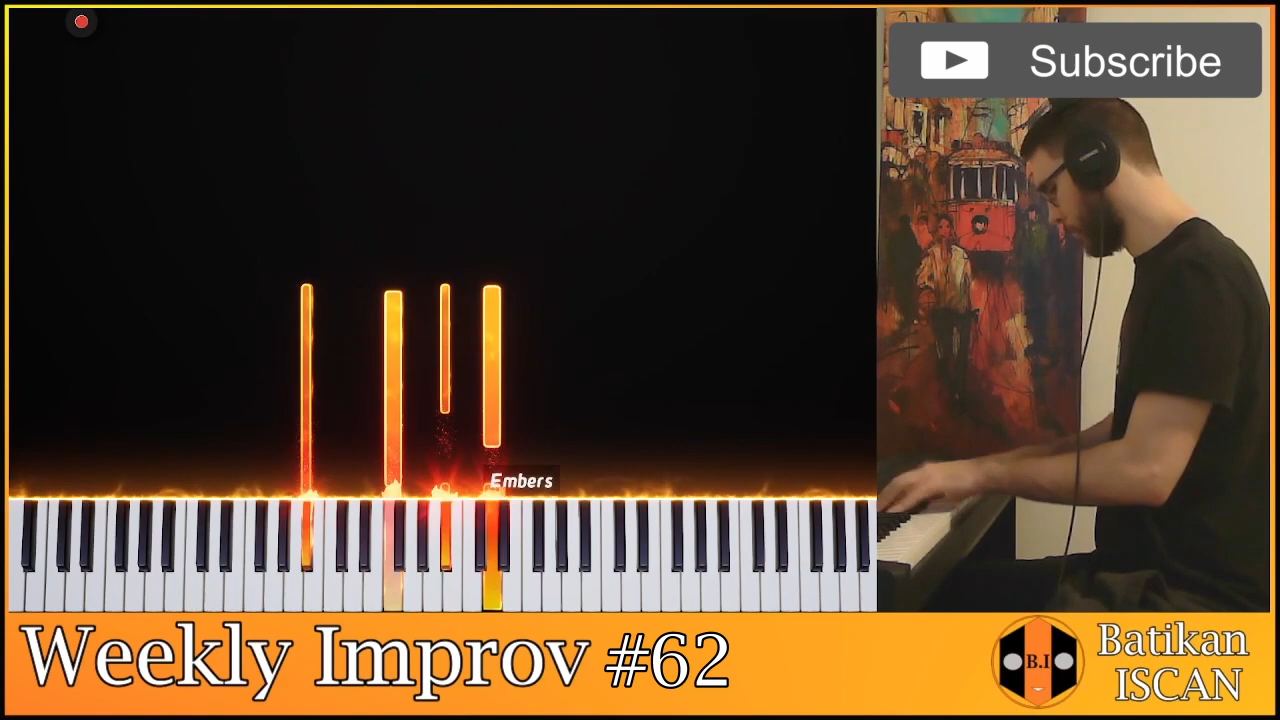 Subscribe
Embers
Weekly Improv #62
B.I
Batikan
ISCAN